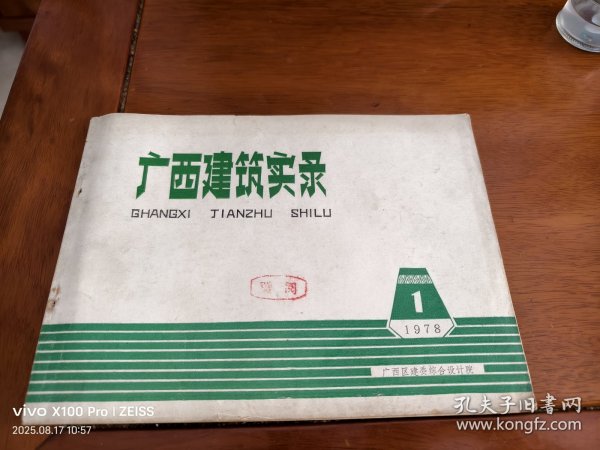 广西建筑实录
GHANGXI JIANZHU SHILU
1
1978
广西区建委综合设计院
vivo X100 Pro | ZEISS
2025.08.17 10:57
孔夫子旧书网
www.kongfz.com